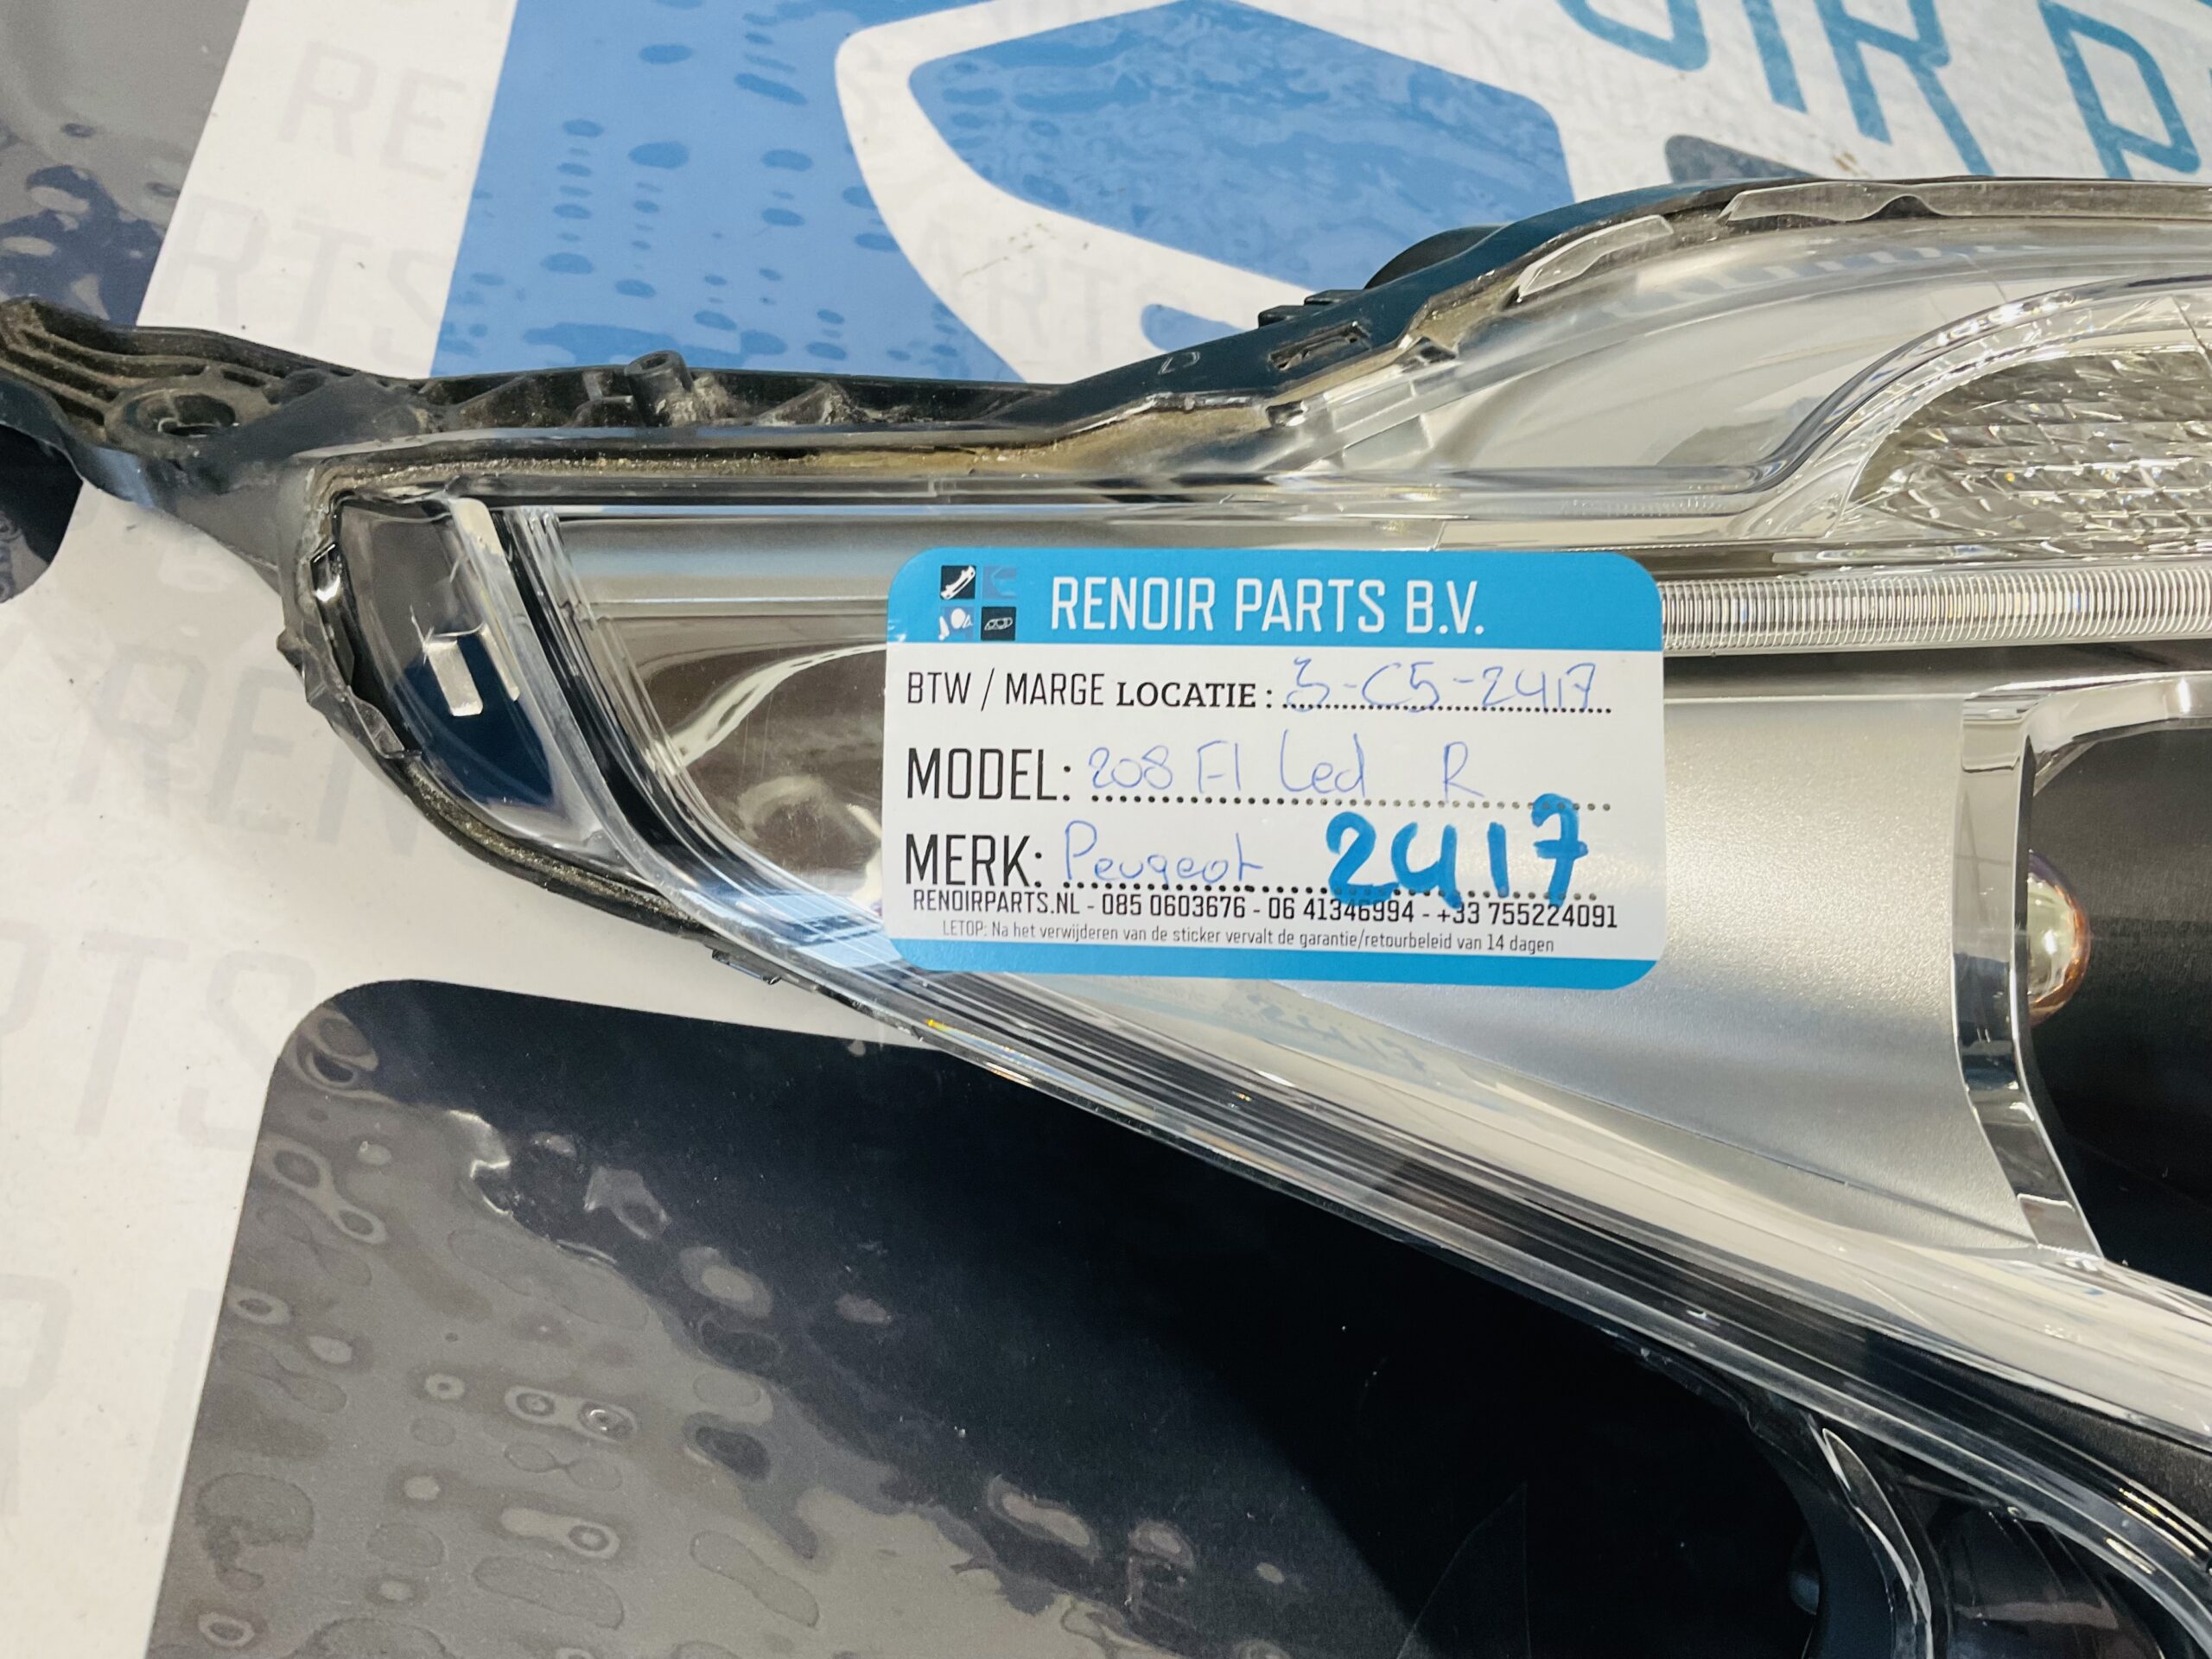 RENOIR PARTS B.V.
BTW / MARGE LOCATIE: 3-C5-2417
MODEL: 208 Fl Led R
MERK: Peugeot 2417
RENOIRPARTS.NL - 085 0603676 - 06 41346994 - +33 755224091
LETOP: Na het verwijderen van de sticker vervalt de garantie/retourbeleid van 14 dagen